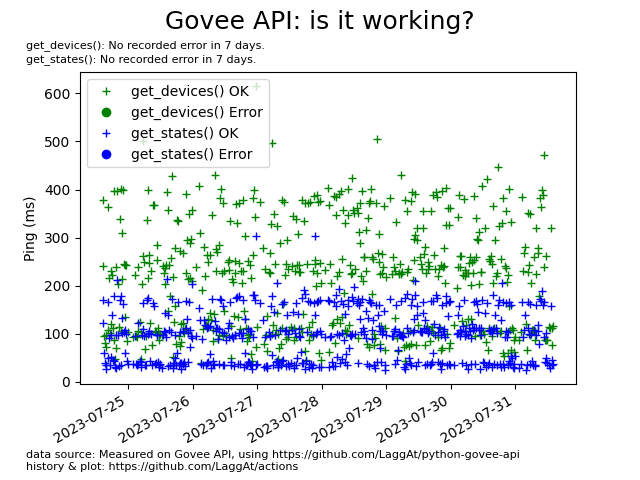 Govee API: is it working?
get_devices(): No recorded error in 7 days.
get_states(): No recorded error in 7 days.
get_devices() OK
get_devices() Error
get_states() OK
get_states() Error
Ping (ms)
600
500
400
300
200
100
0
2023-07-25
2023-07-26
2023-07-27
2023-07-28
2023-07-29
2023-07-30
2023-07-31
data source: Measured on Govee API, using https://github.com/LaggAt/python-govee-api
history & plot: https://github.com/LaggAt/actions